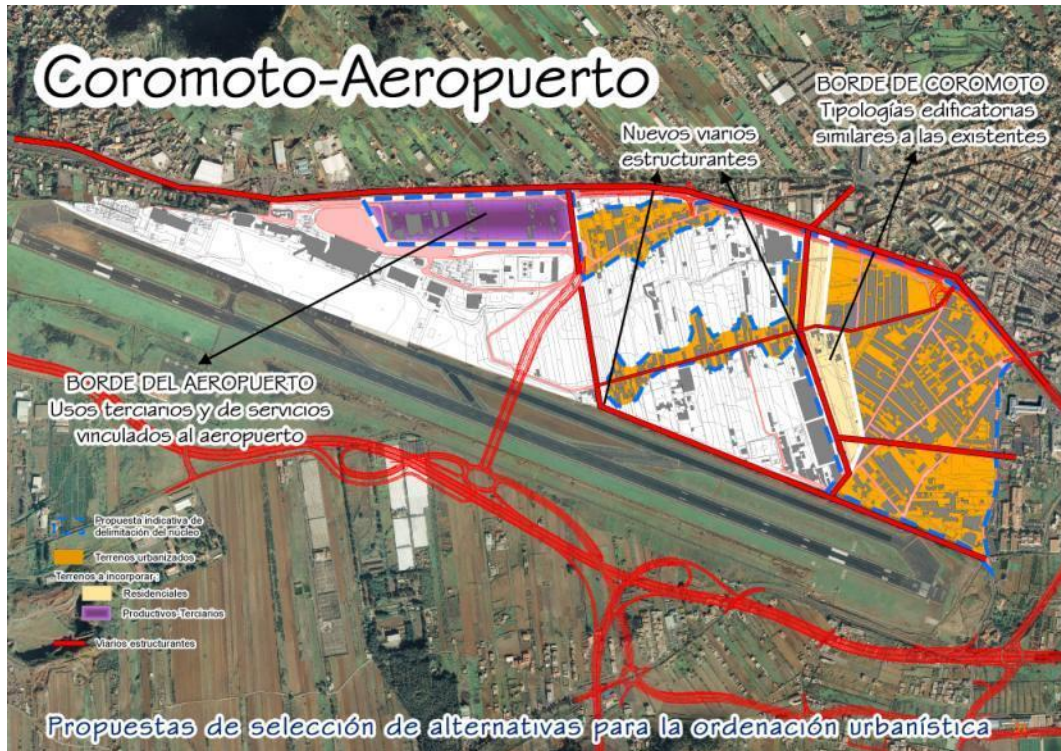 Coromoto-Aeropuerto
BORDE DE COROMOTO
Tipologías edificatorias
similares a las existentes
Nuevos viarios
estructurantes
BORDE DEL AEROPUERTO
Usos terciarios y de servicios
vinculados al aeropuerto
Propuesta indicativa de
delimitación del núcleo
Terrenos urbanizados
Terrenos a incorporar :
Residenciales
Productivos-Terciarios
Viarios estructurantes
Propuestas de selección de alternativas para la ordenación urbanística